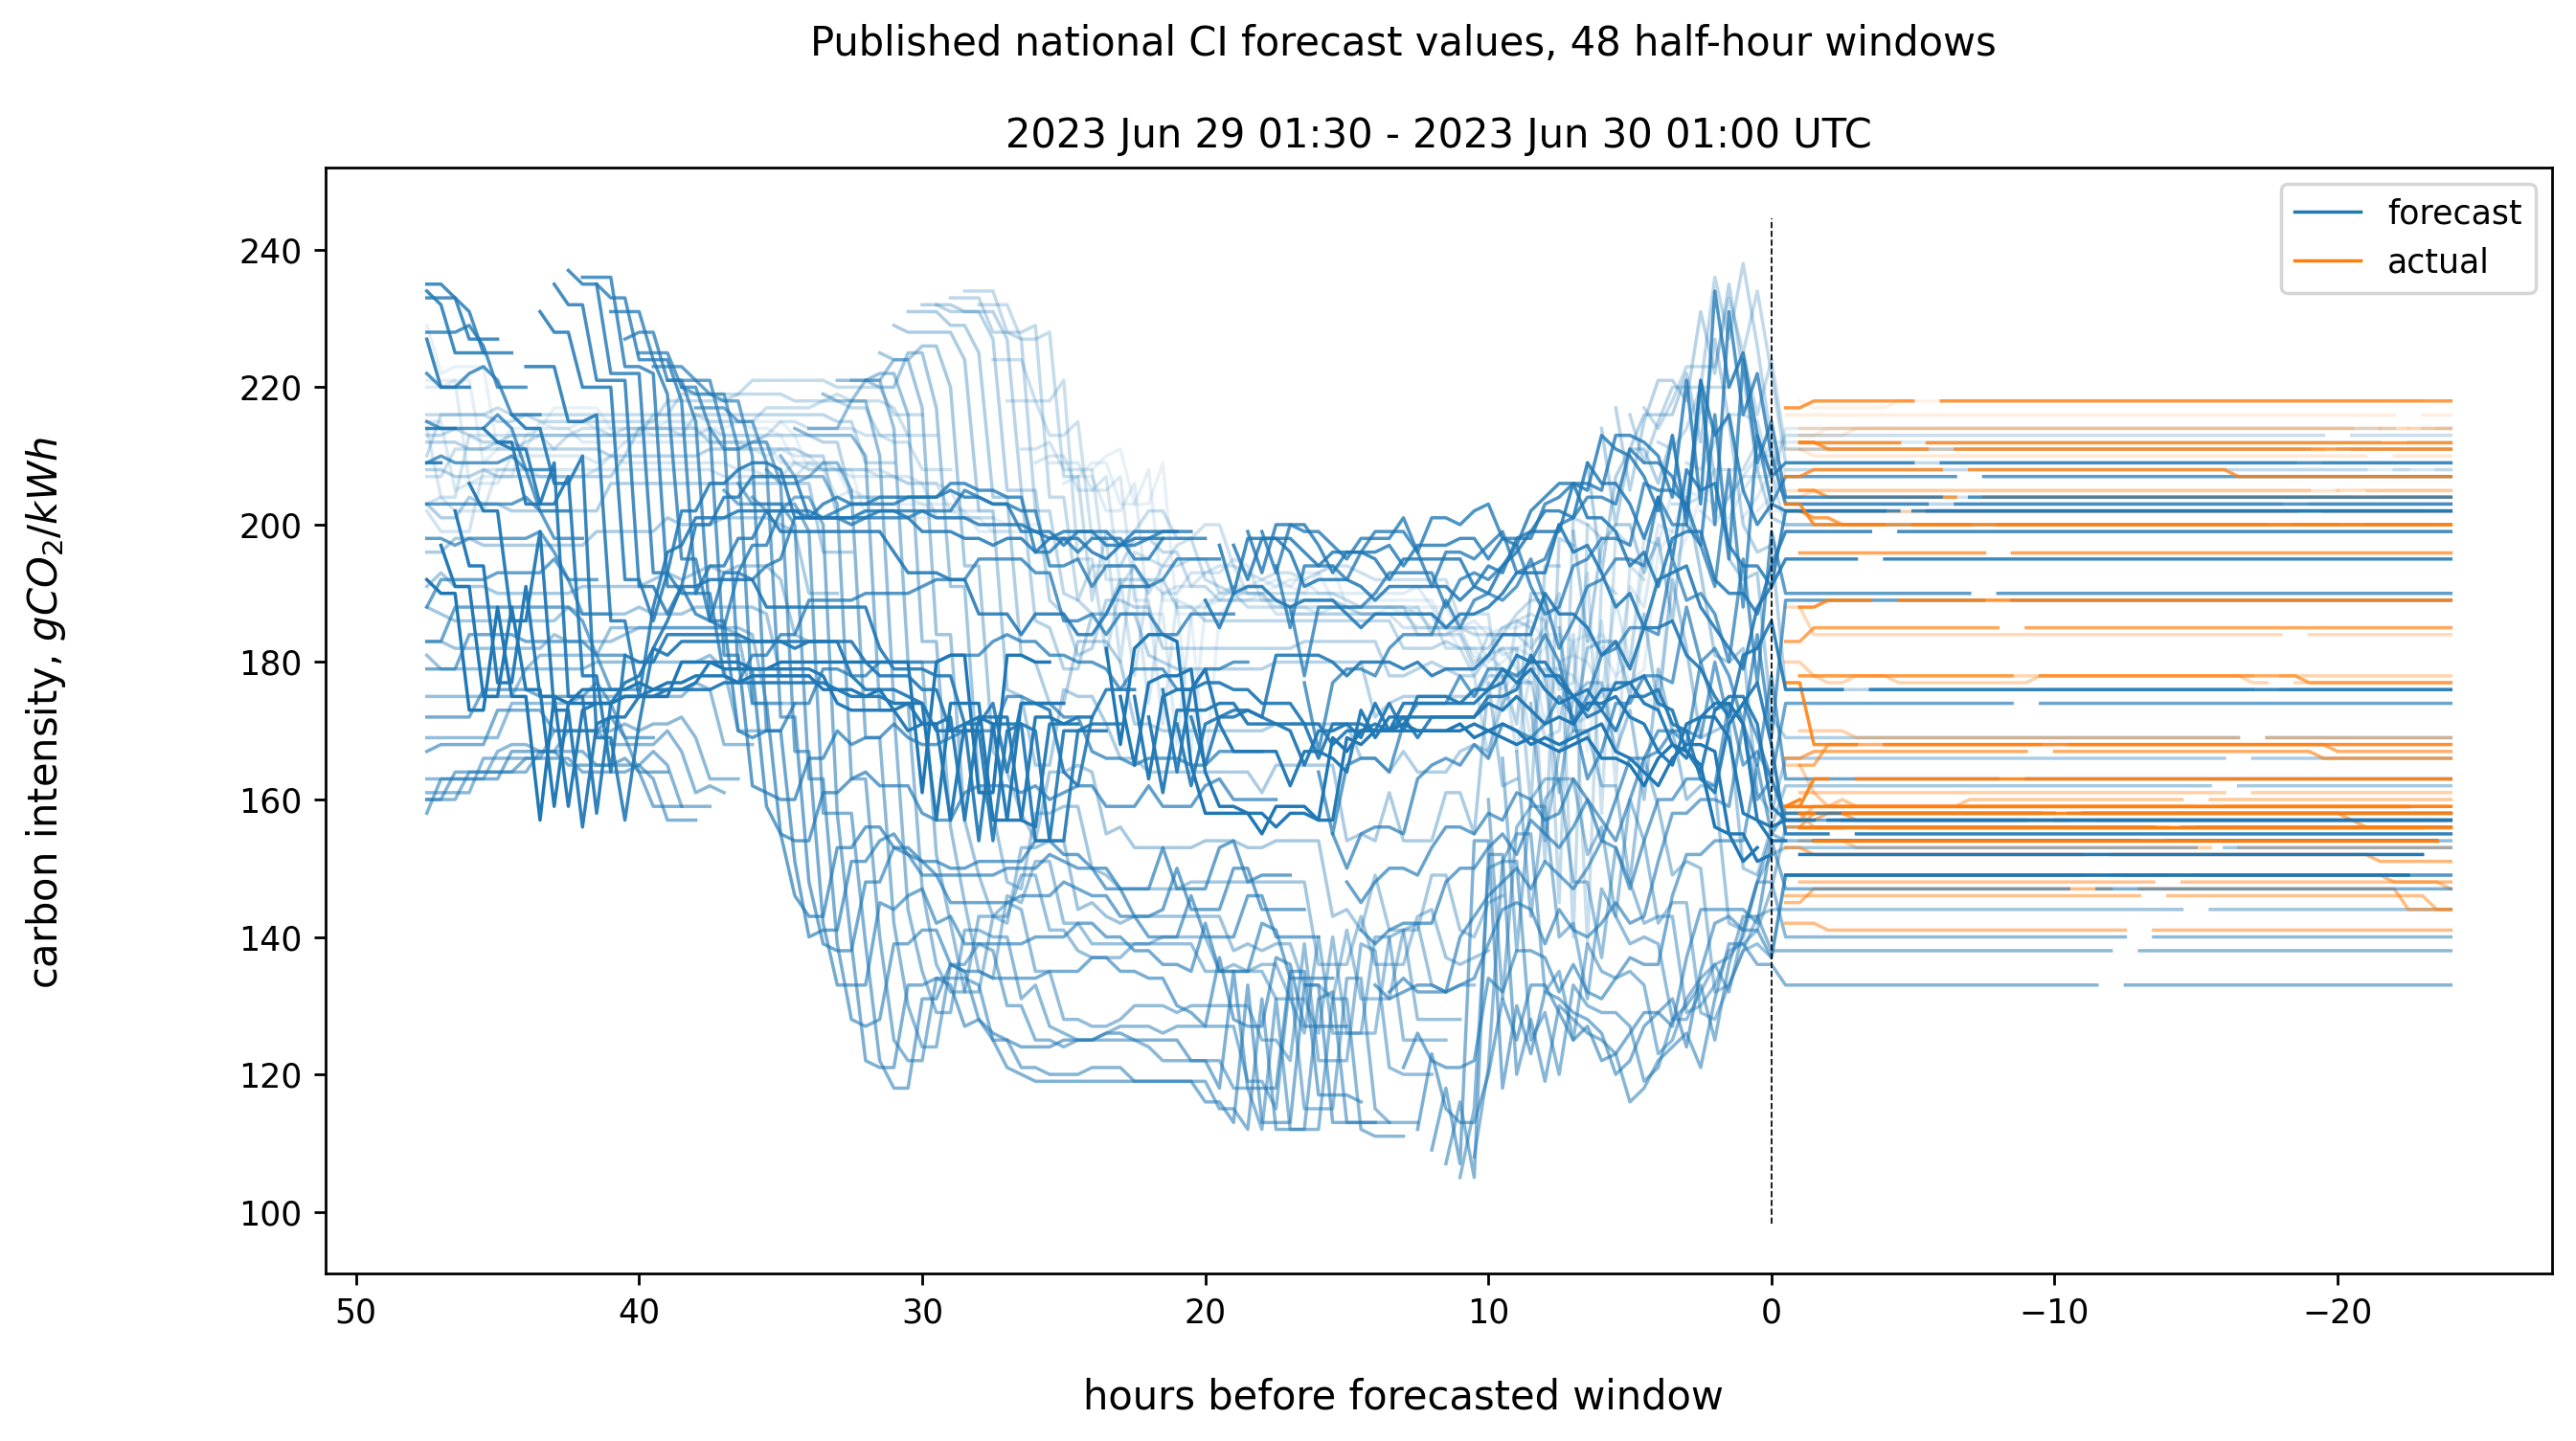 Published national CI forecast values, 48 half-hour windows
2023 Jun 29 01:30 - 2023 Jun 30 01:00 UTC
forecast
actual
carbon intensity, gCO₂/kWh
240
220
200
180
160
140
120
100
50 40 30 20 10 0 −10 −20
hours before forecasted window